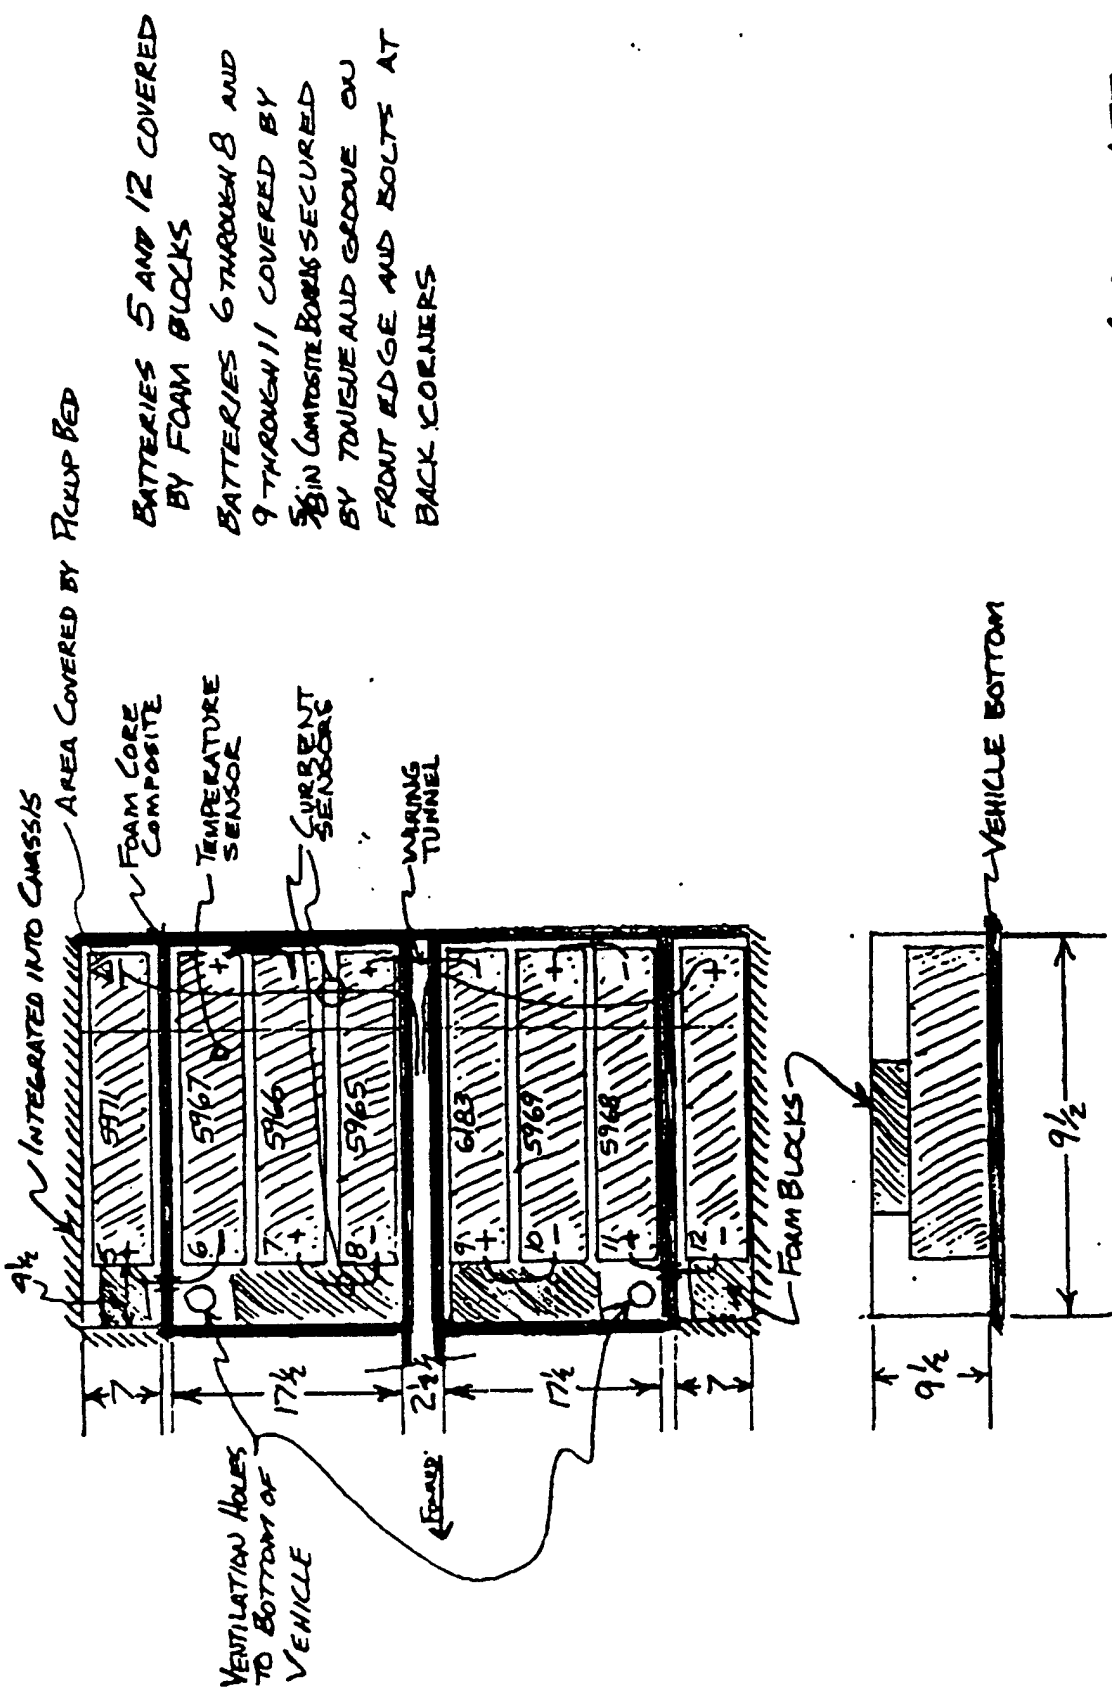 BATTERIES 5 AND 12 COVERED
BY FOAM BLOCKS
BATTERIES 6 THROUGH 8 AND
9 THROUGH 11 COVERED BY
5/8 IN COMPOSITE BOARDS SECURED
BY TONGUE AND GROOVE ON
FRONT EDGE AND BOLTS AT
BACK CORNERS
9½
INTEGRATED INTO CHASSIS
AREA COVERED BY PICKUP BED
FOAM CORE
COMPOSITE
TEMPERATURE
SENSOR
CURRENT
SENSORS
WIRING
TUNNEL
7
5 +
5971
-
6 -
5967
+
17½
7 +
5966
-
8 -
5965
+
2½
9 +
6183
-
17½
10 -
5969
+
11 +
5968
-
7
12 -
+
VENTILATION HOLES
TO BOTTOM OF
VEHICLE
FOAM BLOCKS
9½
9½
VEHICLE BOTTOM